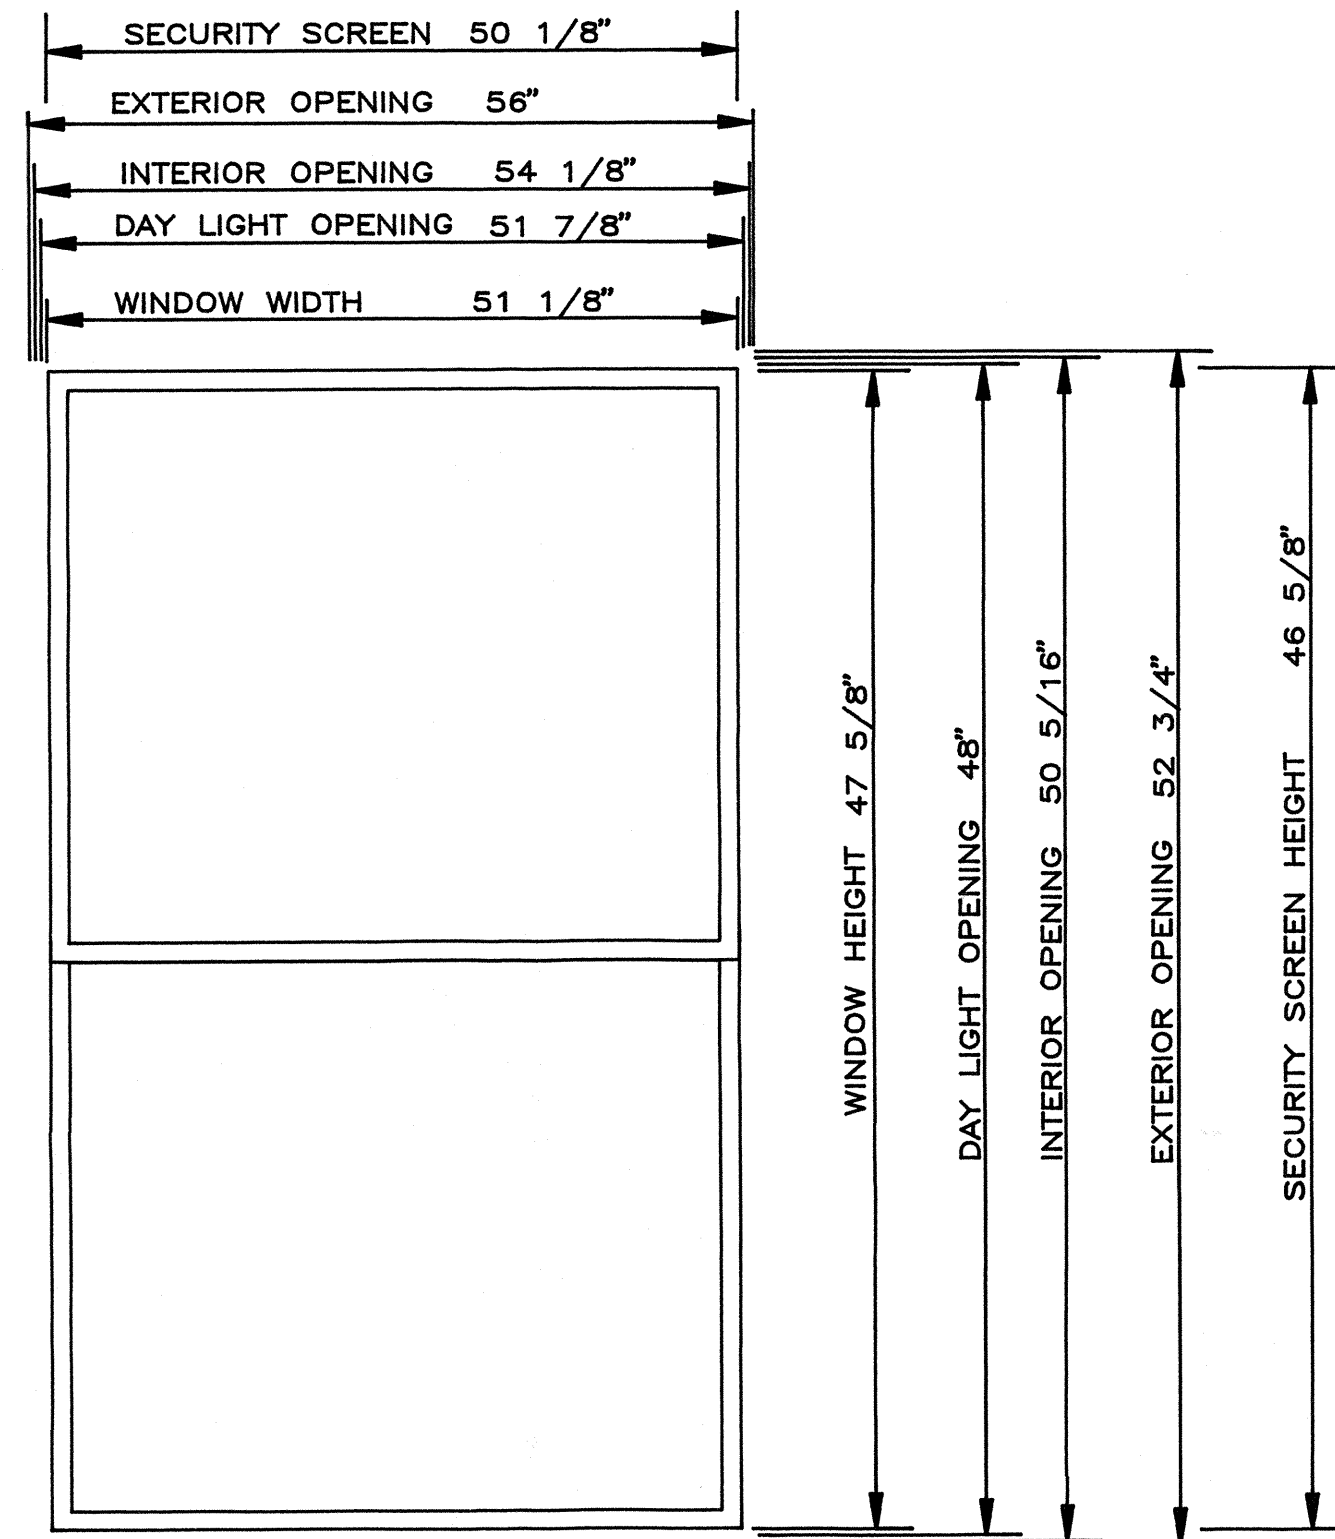 SECURITY SCREEN 50 1/8"
EXTERIOR OPENING 56"
INTERIOR OPENING 54 1/8"
DAY LIGHT OPENING 51 7/8"
WINDOW WIDTH 51 1/8"
WINDOW HEIGHT 47 5/8"
DAY LIGHT OPENING 48"
INTERIOR OPENING 50 5/16"
EXTERIOR OPENING 52 3/4"
SECURITY SCREEN HEIGHT 46 5/8"